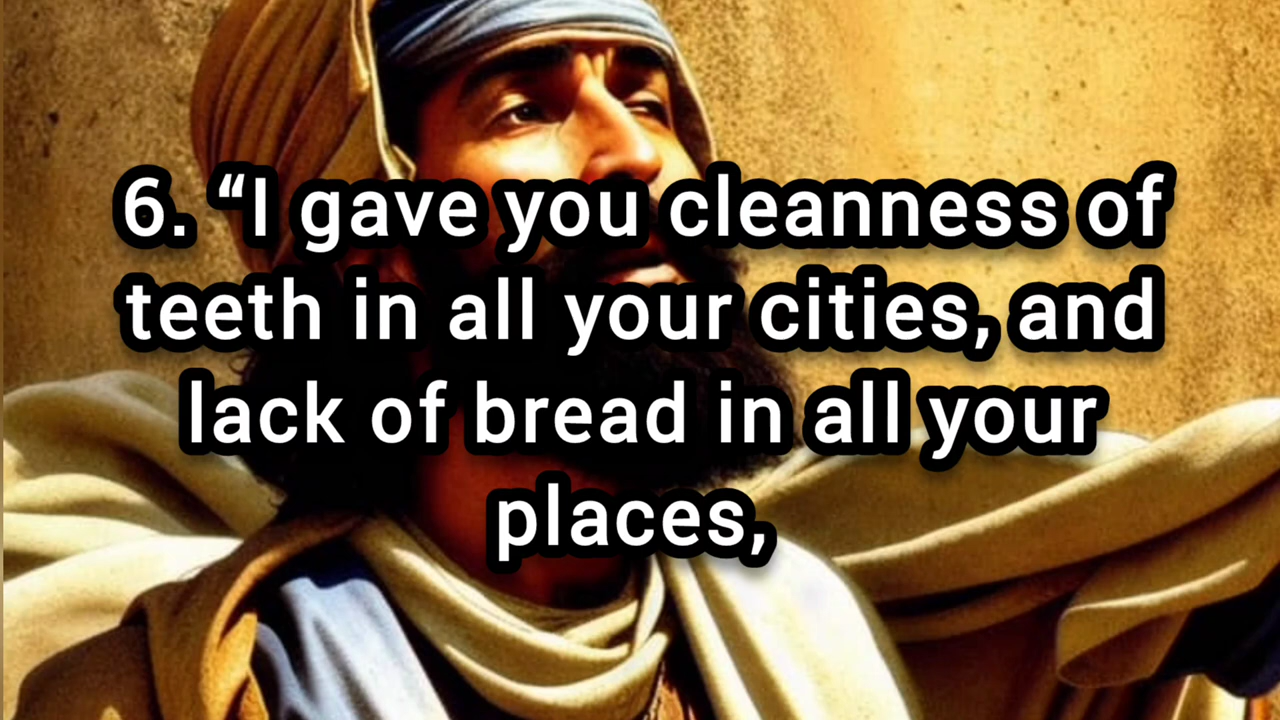 6. “I gave you cleanness of
teeth in all your cities, and
lack of bread in all your
places,